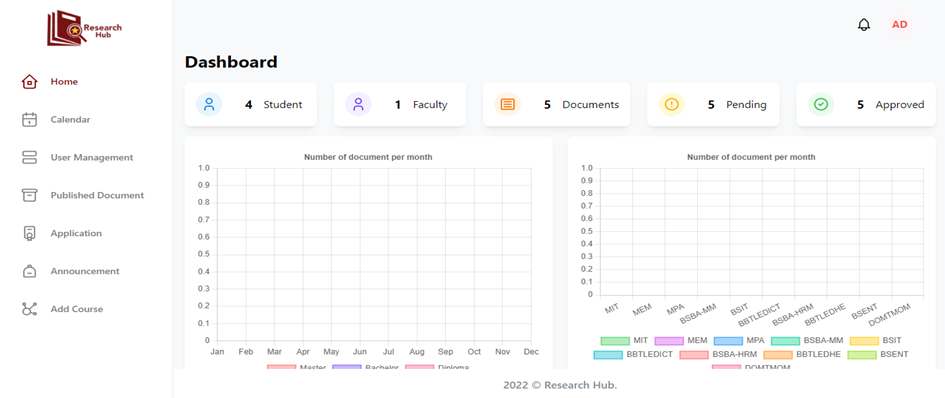 Research
Hub
AD
Home
Calendar
User Management
Published Document
Application
Announcement
Add Course
Dashboard
4 Student
1 Faculty
5 Documents
5 Pending
5 Approved
Number of document per month
1.0
0.9
0.8
0.7
0.6
0.5
0.4
0.3
0.2
0.1
0
Jan Feb Mar Apr May Jun Jul Aug Sep Oct Nov Dec
Master Bachelor Diploma
Number of document per month
1.0
0.9
0.8
0.7
0.6
0.5
0.4
0.3
0.2
0.1
0
MIT MEM MPA BSBA-MM BSIT BBTLEDICT BSBA-HRM BBTLEDHE BSENT DOMTMOM
MIT MEM MPA BSBA-MM BSIT
BBTLEDICT BSBA-HRM BBTLEDHE BSENT
DOMTMOM
2022 © Research Hub.